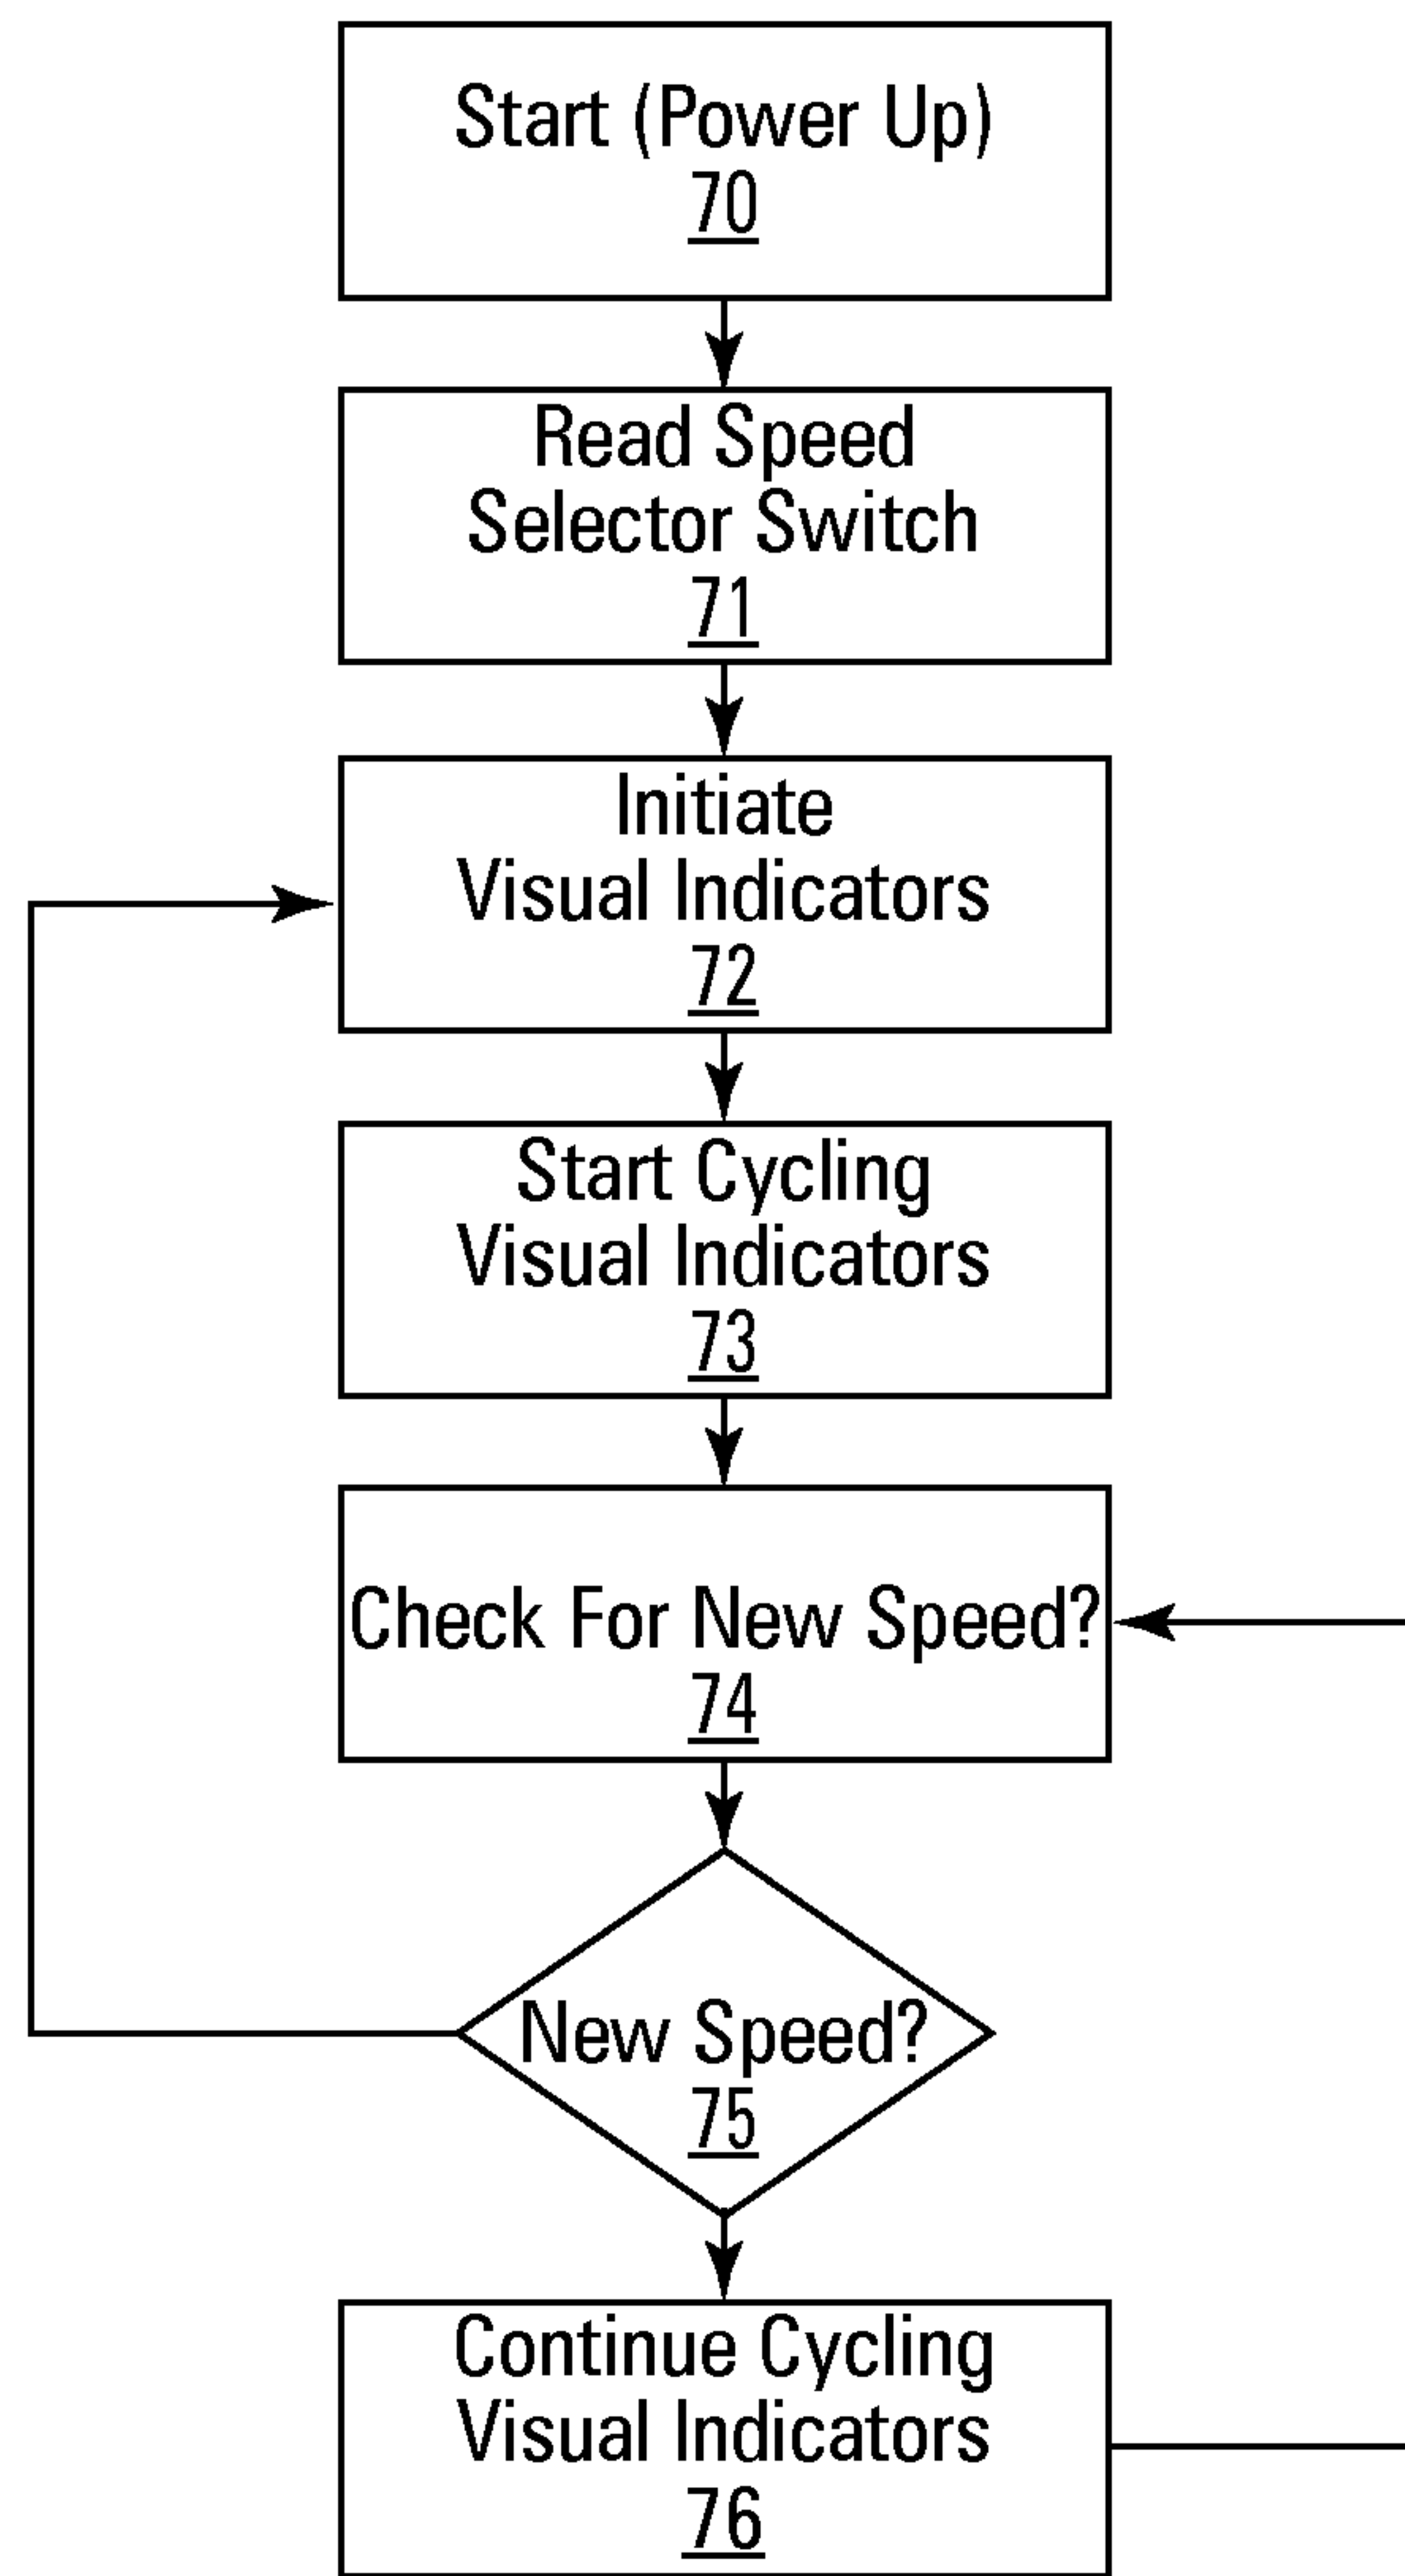 Start (Power Up)
70
Read Speed
Selector Switch
71
Initiate
Visual Indicators
72
Start Cycling
Visual Indicators
73
Check For New Speed?
74
New Speed?
75
Continue Cycling
Visual Indicators
76